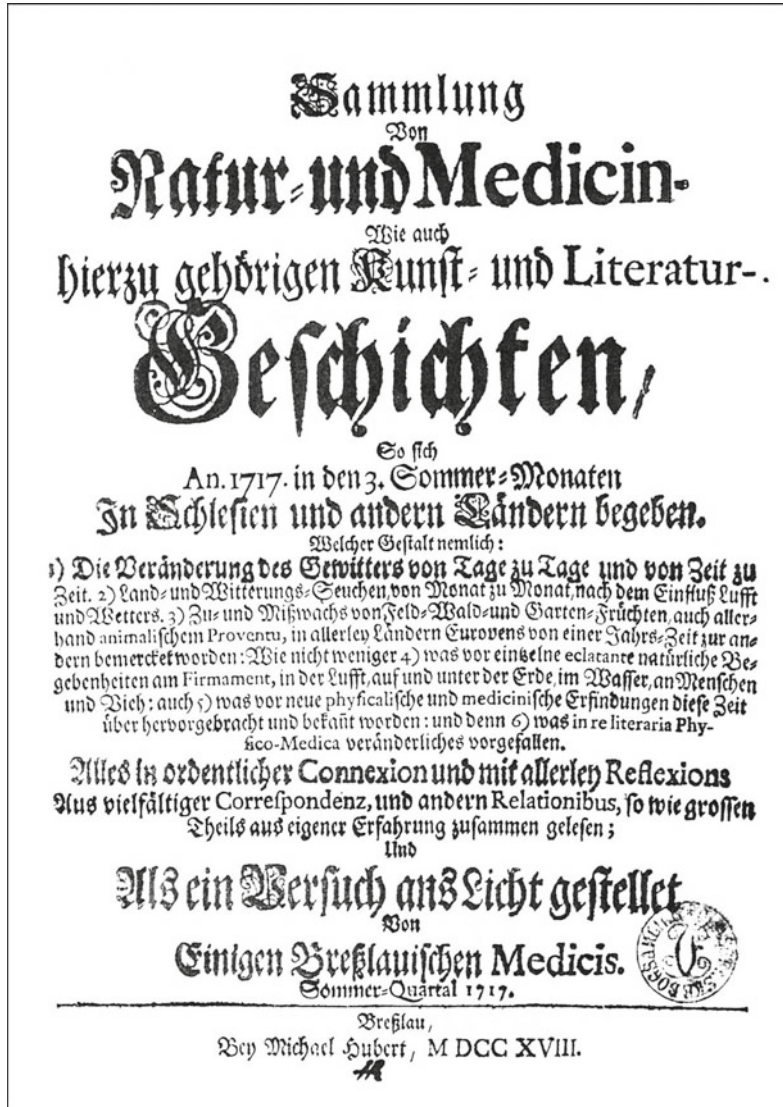 Sammlung
Von
Natur- und Medicin-
Wie auch
hierzu gehörigen Kunst- und Literatur-
Geschichten,
So sich
An. 1717. in den 3. Sommer-Monaten
In Schlesien und andern Ländern begeben.
Welcher Gestalt nemlich:
1) Die Veränderung des Gewitters von Tage zu Tage und von Zeit zu
Zeit. 2) Land- und Witterungs-Seuchen, von Monat zu Monat, nach dem Einfluß Lufft
und Wetters. 3) Zu- und Mißwachs von Feld- Wald- und Garten-Früchten, auch aller-
hand animalischem Proventu, in allerley Ländern Europens von einer Jahrs-Zeit zur an-
dern bemercket worden: Wie nicht weniger 4) was vor eintzelne eclatante natürliche Be-
gebenheiten am Firmament, in der Lufft, auf und unter der Erde, im Wasser, an Menschen
und Vieh: auch 5) was vor neue physicalische und medicinische Erfindungen diese Zeit
über hervorgebracht und bekañt worden: und denn 6) was in re literaria Phy-
sico-Medica veränderliches vorgefallen.
Alles in ordentlicher Connexion und mit allerley Reflexions
Aus vielfältiger Correspondenz, und andern Relationibus, so wie grossen
Theils aus eigener Erfahrung zusammen gelesen;
Und
Als ein Versuch ans Licht gestellet
Von
Einigen Breßlauischen Medicis.
Sommer-Quartal 1717.
Breßlau,
Bey Michael Hubert, M DCC XVIII.